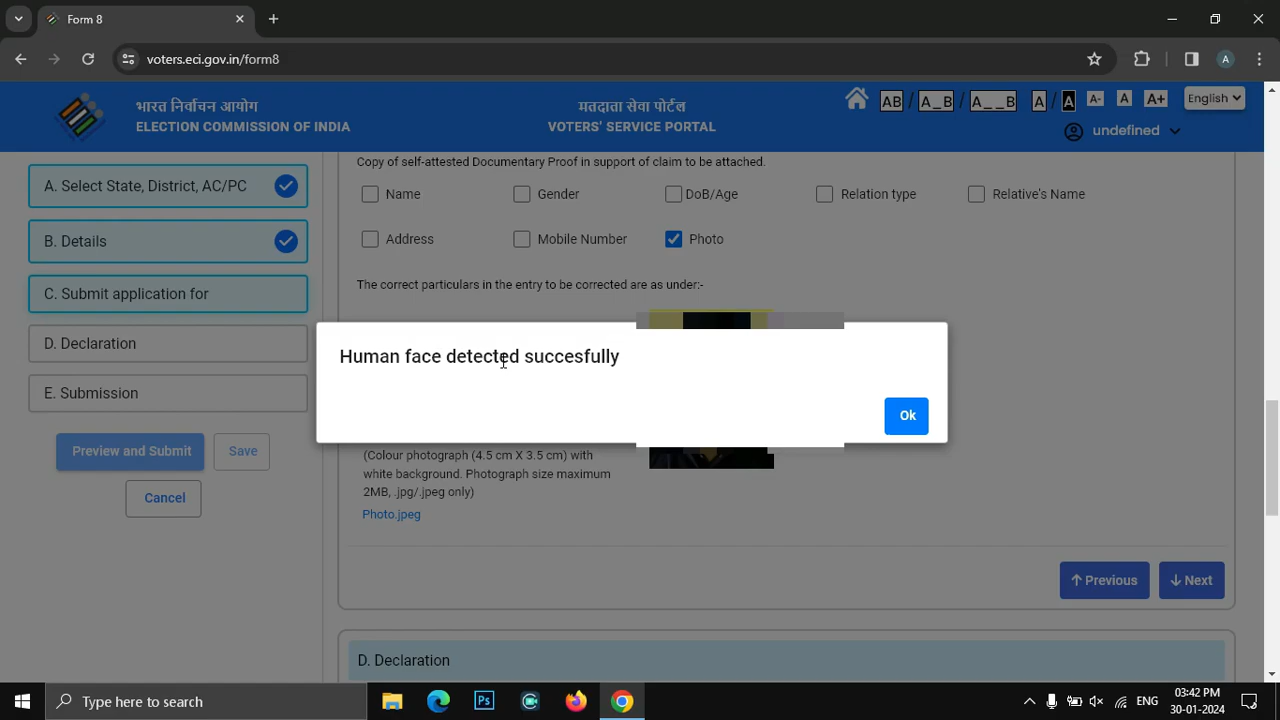 Form 8
voters.eci.gov.in/form8
A
भारत निर्वाचन आयोग
ELECTION COMMISSION OF INDIA
मतदाता सेवा पोर्टल
VOTERS' SERVICE PORTAL
AB / A_B / A__B A / A A- A A+ English
undefined
A. Select State, District, AC/PC
B. Details
C. Submit application for
D. Declaration
E. Submission
Preview and Submit Save
Cancel
Copy of self-attested Documentary Proof in support of claim to be attached.
Name Gender DoB/Age Relation type Relative's Name
Address Mobile Number Photo
The correct particulars in the entry to be corrected are as under:-
Human face detected succesfully
Ok
(Colour photograph (4.5 cm X 3.5 cm) with
white background. Photograph size maximum
2MB, .jpg/.jpeg only)
Photo.jpeg
Previous Next
D. Declaration
Type here to search
Ps
ENG
03:42 PM
30-01-2024